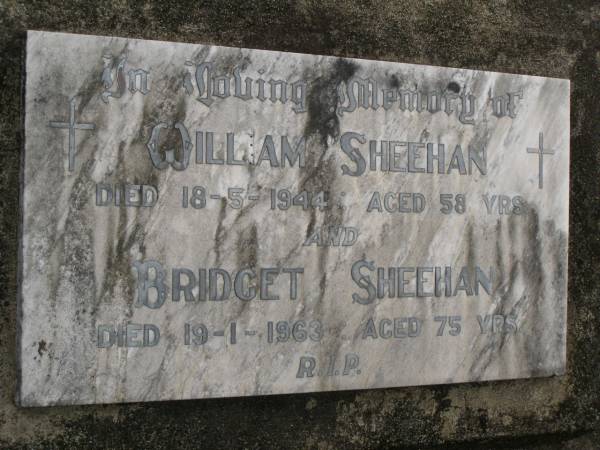 In Loving Memory of
WILLIAM SHEEHAN
DIED 18-5-1944 AGED 58 YRS
AND
BRIDGET SHEEHAN
DIED 19-1-1963 AGED 75 YRS
R.I.P.